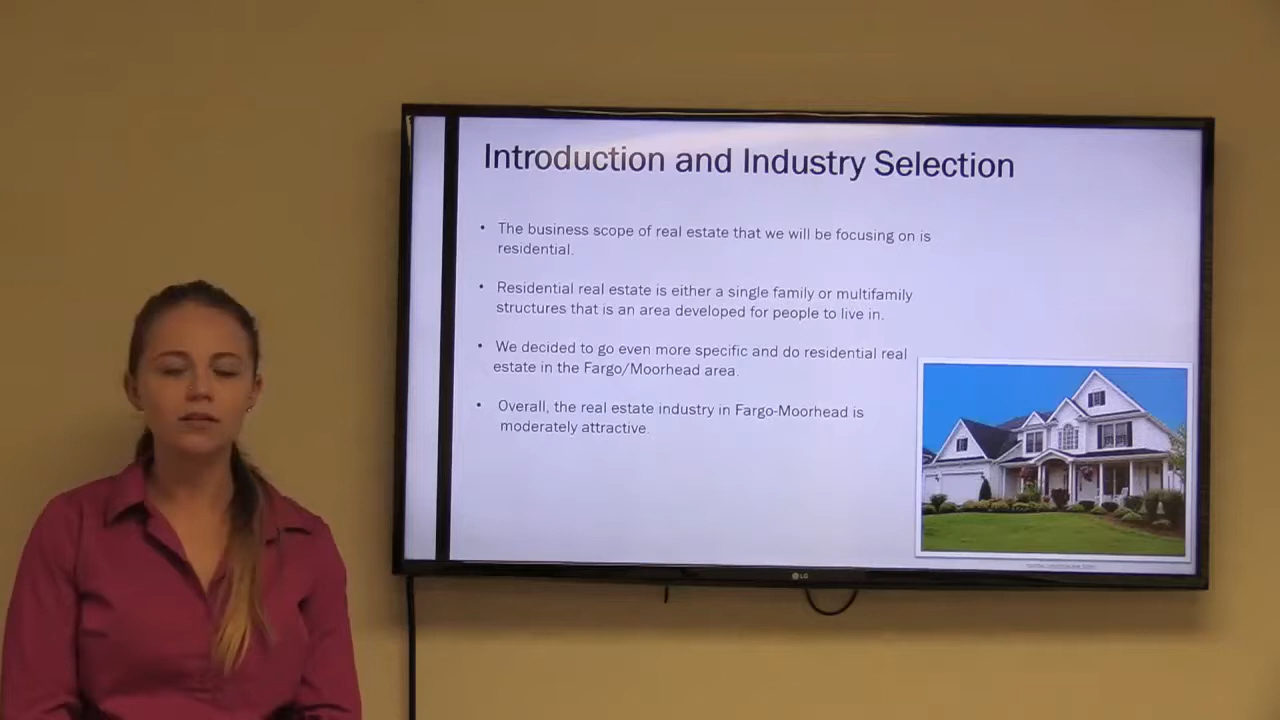 Introduction and Industry Selection
• The business scope of real estate that we will be focusing on is
residential.
• Residential real estate is either a single family or multifamily
structures that is an area developed for people to live in.
• We decided to go even more specific and do residential real
estate in the Fargo/Moorhead area.
• Overall, the real estate industry in Fargo-Moorhead is
moderately attractive.
LG